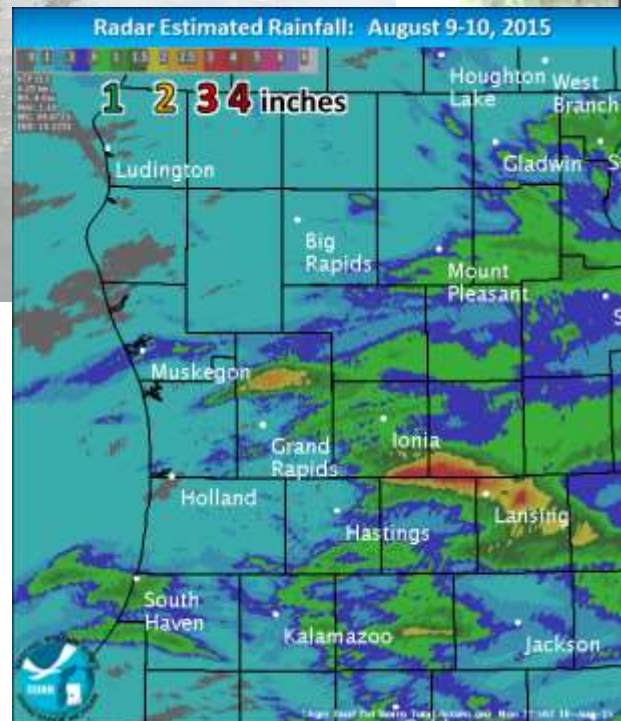 Radar Estimated Rainfall: August 9-10, 2015
1 2 3 4 inches
Houghton
Lake
West
Branch
Ludington
Gladwin
Big
Rapids
Mount
Pleasant
Muskegon
Grand
Rapids
Ionia
Holland
Lansing
Hastings
South
Haven
Kalamazoo
Jackson